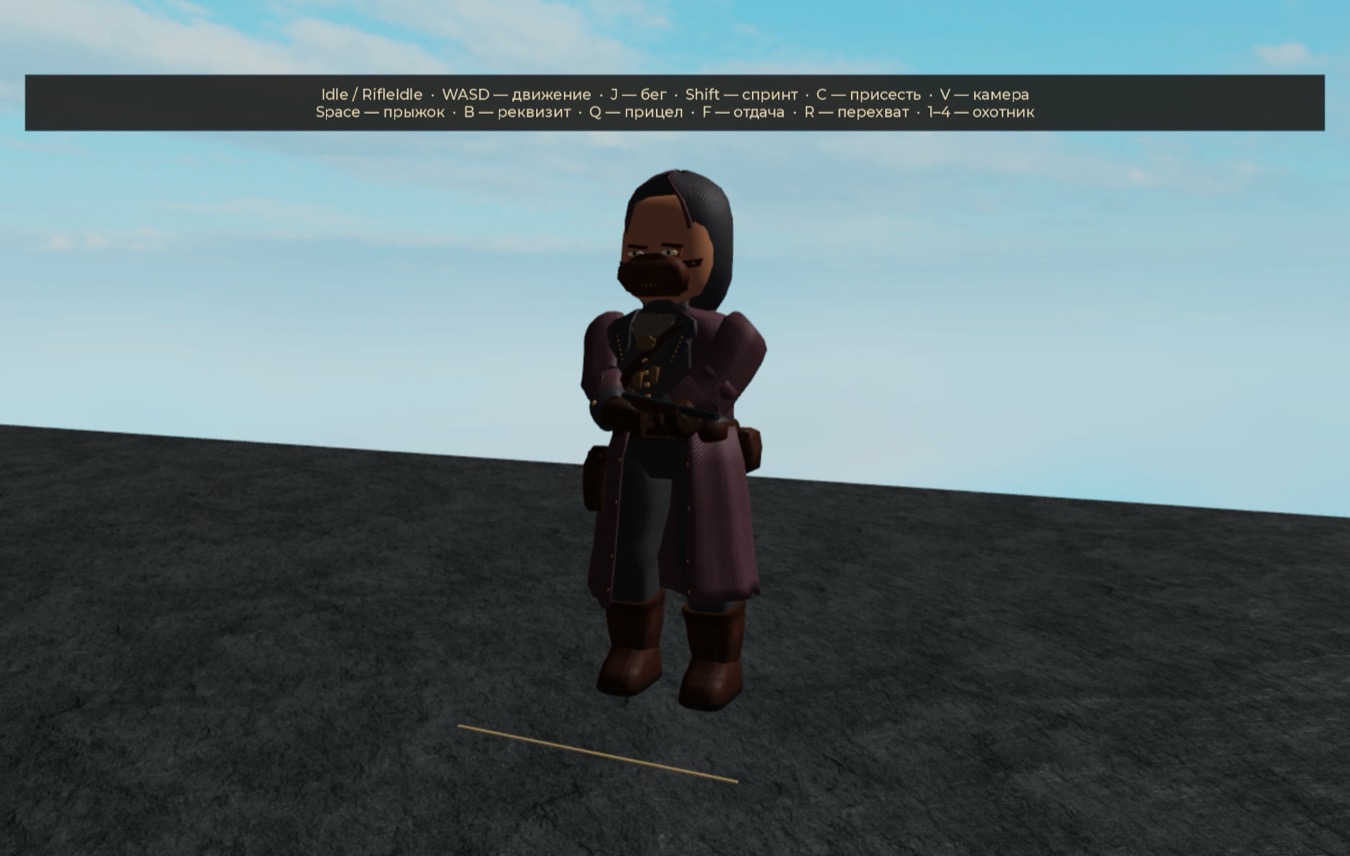 Idle / RifleIdle · WASD — движение · J — бег · Shift — спринт · C — присесть · V — камера
Space — прыжок · B — реквизит · Q — прицел · F — отдача · R — перехват · 1–4 — охотник